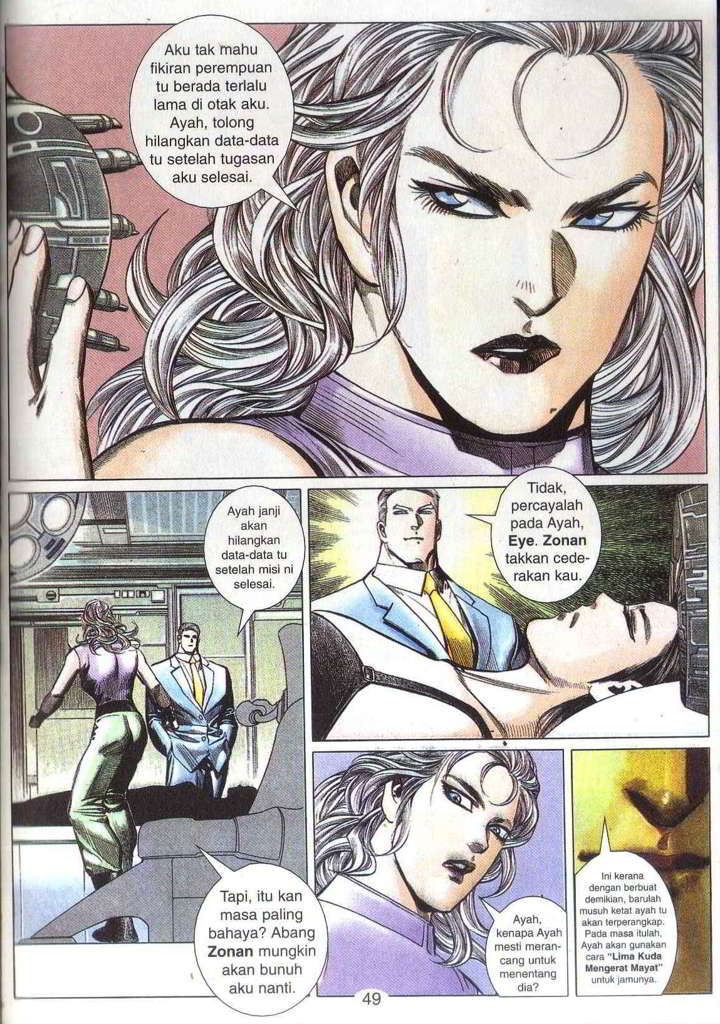 Aku tak mahu
fikiran perempuan
tu berada terlalu
lama di otak aku.
Ayah, tolong
hilangkan data-data
tu setelah tugasan
aku selesai.
Ayah janji
akan
hilangkan
data-data tu
setelah misi ni
selesai.
Tidak,
percayalah
pada Ayah,
Eye. Zonan
takkan cede-
rakan kau.
Tapi, itu kan
masa paling
bahaya? Abang
Zonan mungkin
akan bunuh
aku nanti.
Ayah,
kenapa Ayah
mesti meran-
cang untuk
menentang
dia?
Ini kerana
dengan berbuat
demikian, barulah
musuh ketat ayah tu
akan terperangkap.
Pada masa itulah,
Ayah akan gunakan
cara "Lima Kuda
Mengerat Mayat"
untuk jamunya.
49